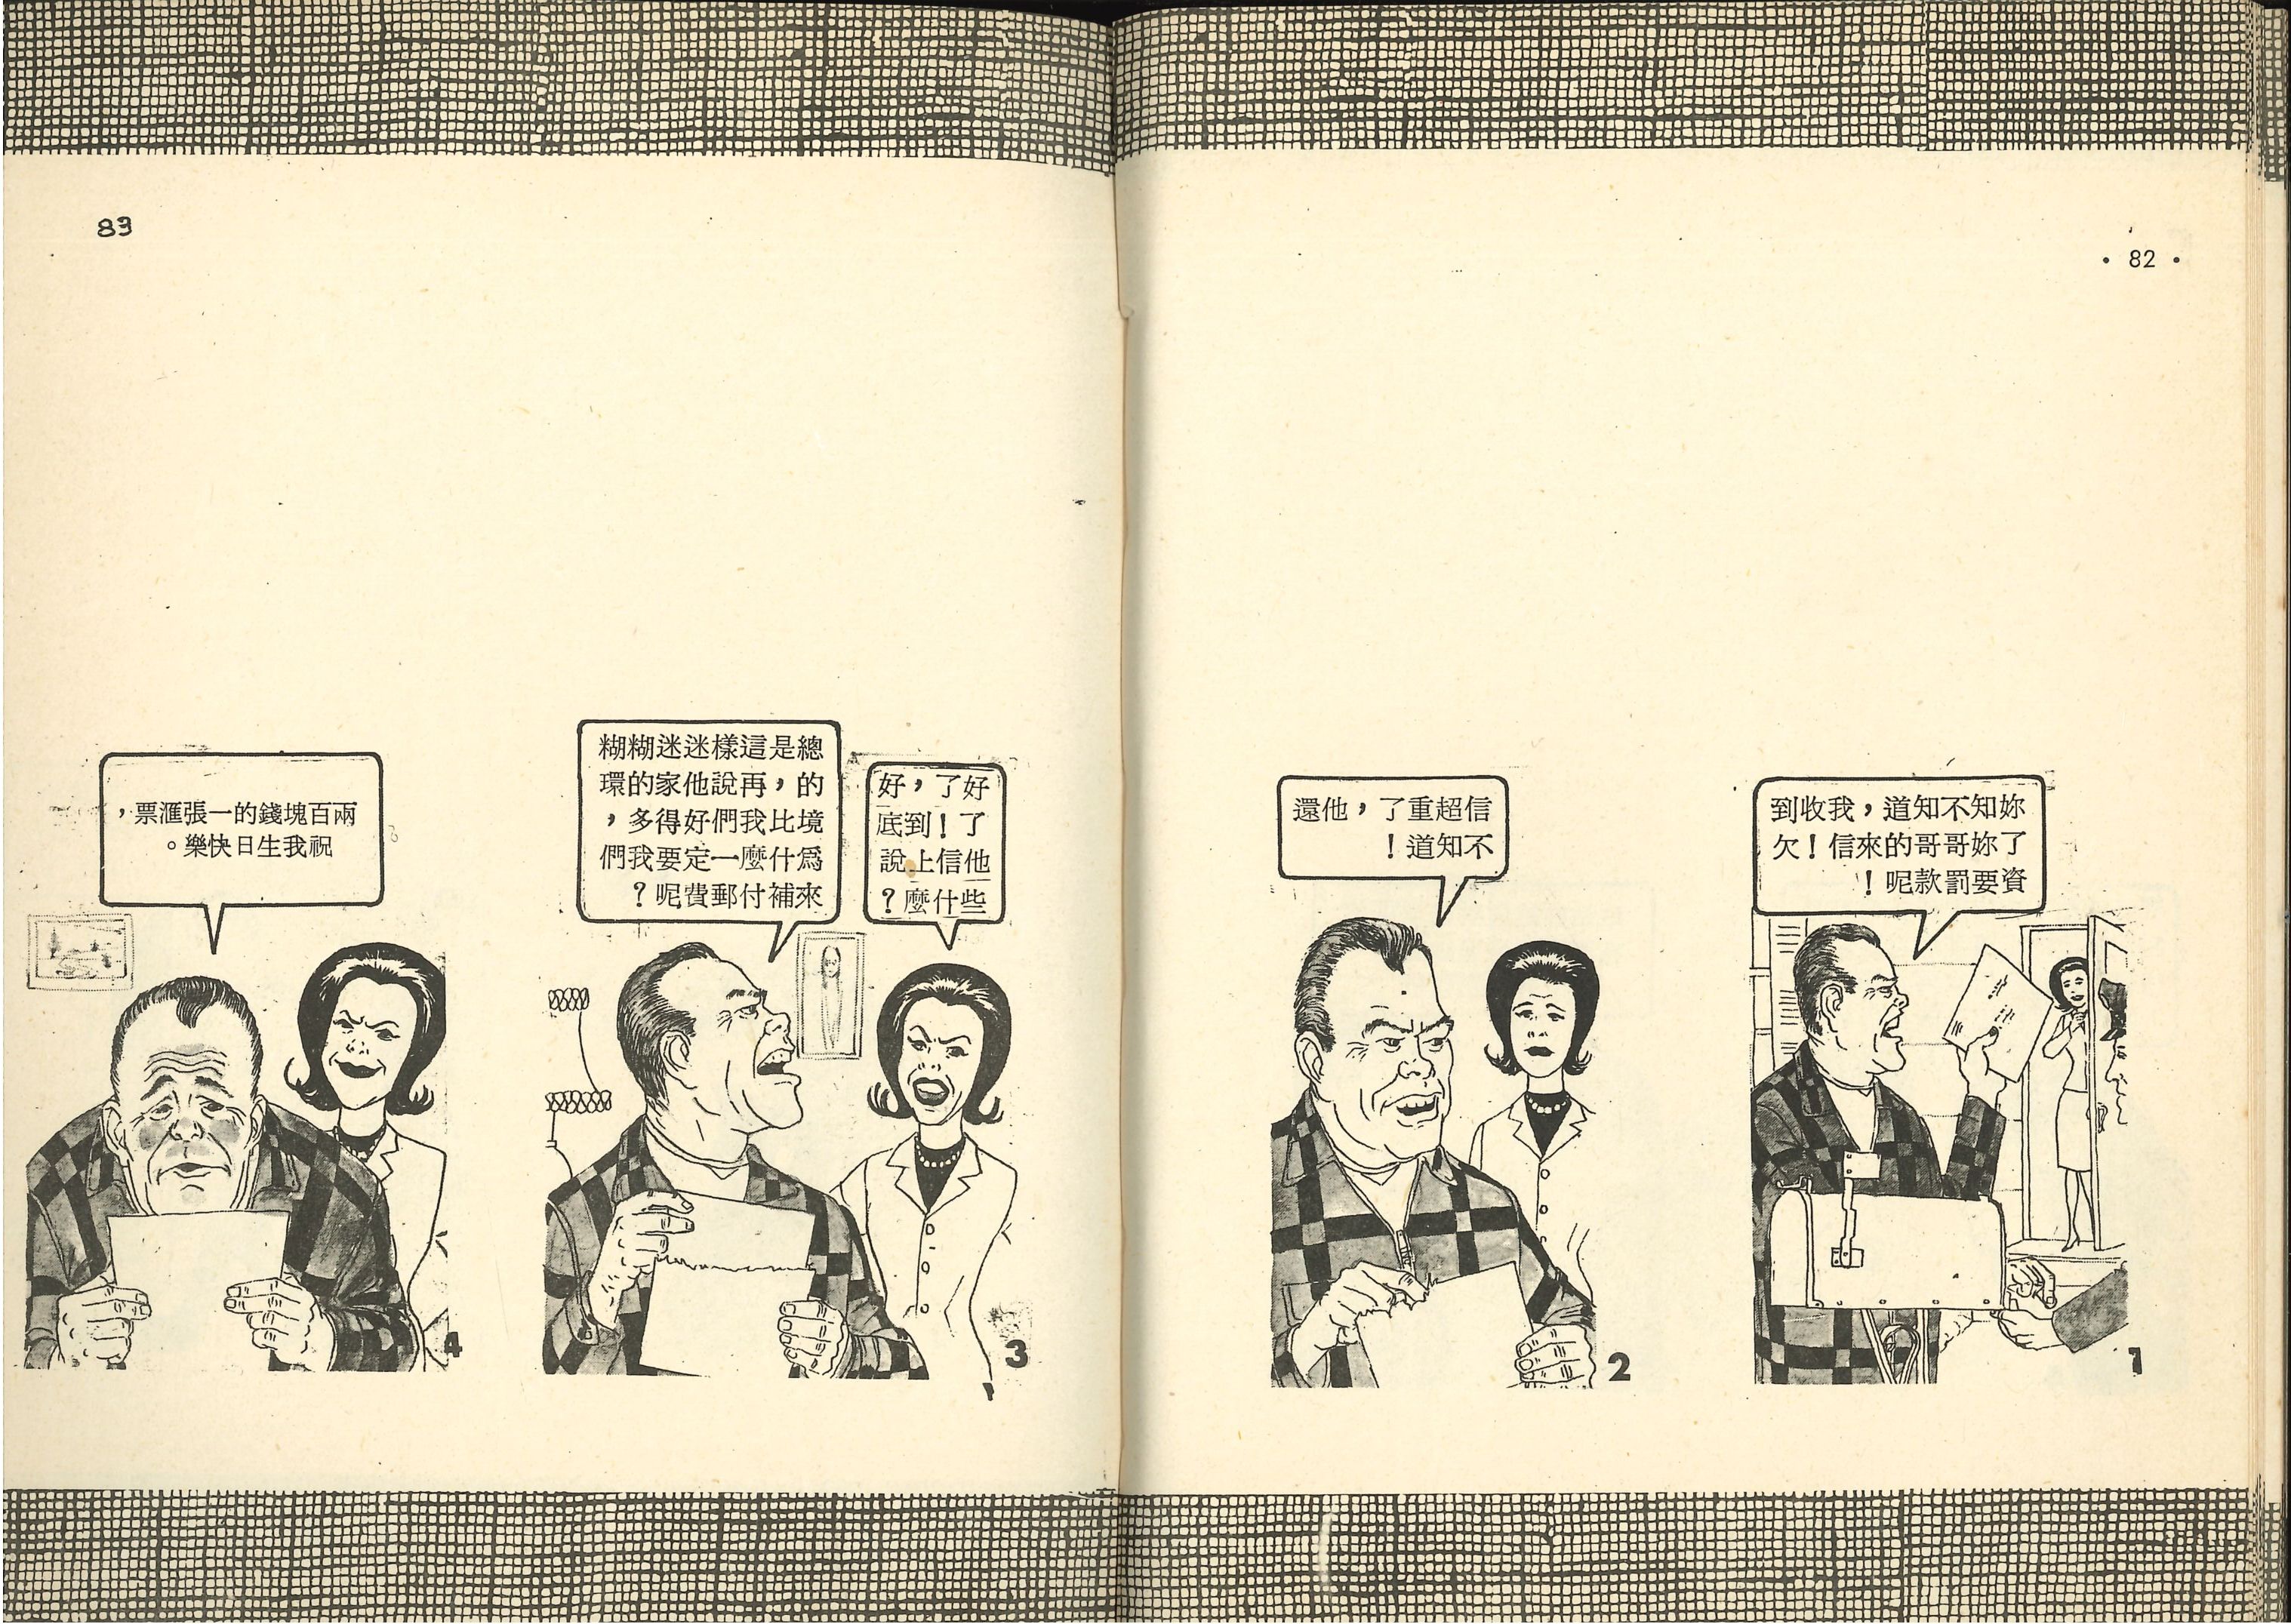 • 82 •
妳知不知道，我收到
了妳哥哥的來信！欠
資要罰款呢！
1
信超重了，他還
不知道！
2
好了，好
了！到底
他信上說
些什麼？
總是這樣迷迷糊糊
的，再說他家的環
境比我們好得多，
爲什麼一定要我們
來補付郵費呢？
3
兩百塊錢的一張滙票，
祝我生日快樂。
4
83